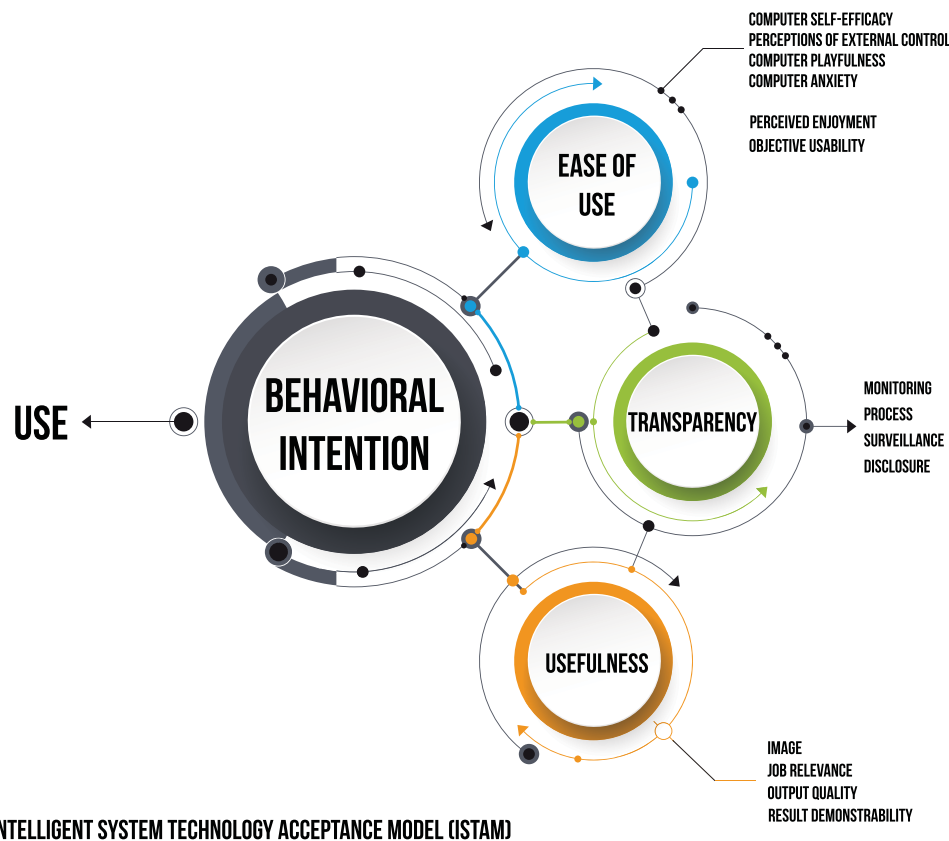 COMPUTER SELF-EFFICACY
PERCEPTIONS OF EXTERNAL CONTROL
COMPUTER PLAYFULNESS
COMPUTER ANXIETY
PERCEIVED ENJOYMENT
OBJECTIVE USABILITY
EASE OF
USE
BEHAVIORAL
INTENTION
USE
TRANSPARENCY
MONITORING
PROCESS
SURVEILLANCE
DISCLOSURE
USEFULNESS
IMAGE
JOB RELEVANCE
OUTPUT QUALITY
RESULT DEMONSTRABILITY
NTELLIGENT SYSTEM TECHNOLOGY ACCEPTANCE MODEL (ISTAM)